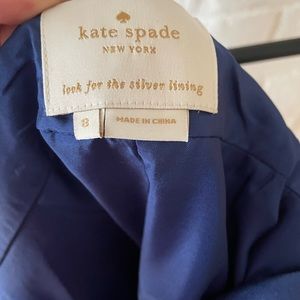 kate spade
NEW YORK
look for the silver lining
8
MADE IN CHINA